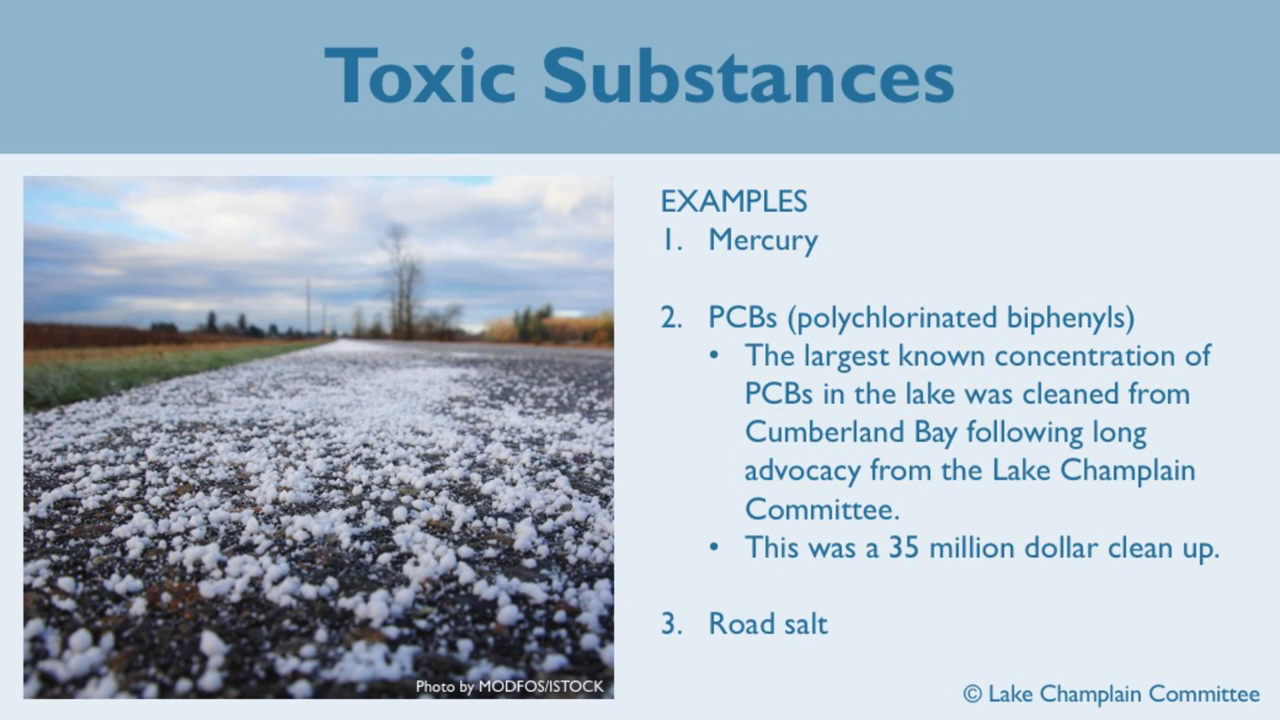 Toxic Substances
EXAMPLES
1. Mercury
2. PCBs (polychlorinated biphenyls)
• The largest known concentration of
PCBs in the lake was cleaned from
Cumberland Bay following long
advocacy from the Lake Champlain
Committee.
• This was a 35 million dollar clean up.
3. Road salt
Photo by MODFOS/ISTOCK
© Lake Champlain Committee